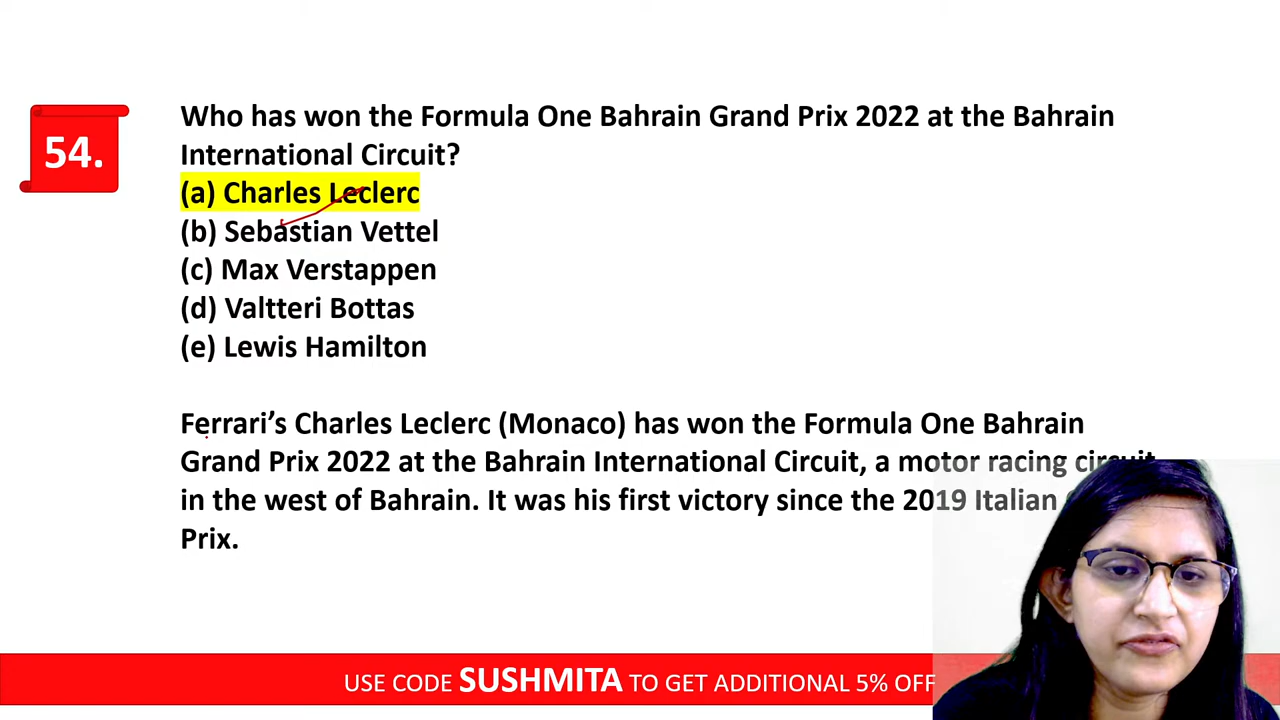 54.
Who has won the Formula One Bahrain Grand Prix 2022 at the Bahrain
International Circuit?
(a) Charles Leclerc
(b) Sebastian Vettel
(c) Max Verstappen
(d) Valtteri Bottas
(e) Lewis Hamilton
Ferrari’s Charles Leclerc (Monaco) has won the Formula One Bahrain
Grand Prix 2022 at the Bahrain International Circuit, a motor racing circuit
in the west of Bahrain. It was his first victory since the 2019 Italian
Prix.
USE CODE SUSHMITA TO GET ADDITIONAL 5% OFF